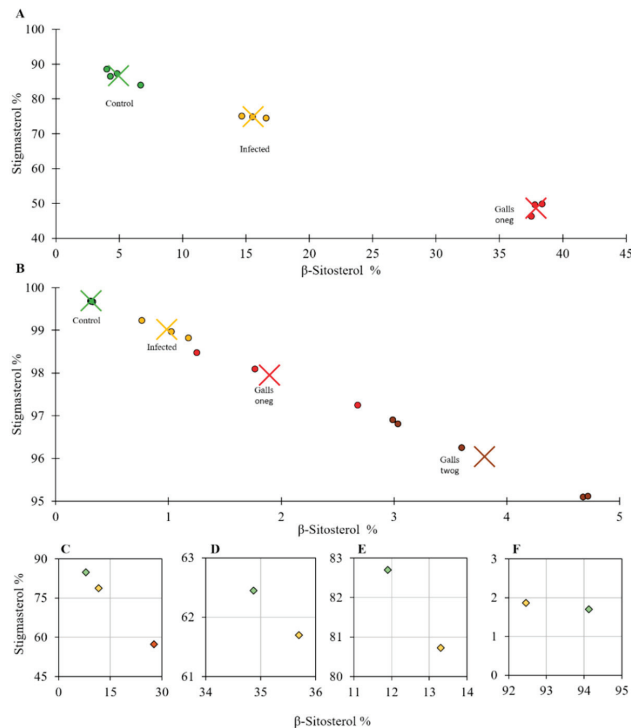 A
Stigmasterol %
100
90
80
70
60
50
40
Control
Infected
Galls
oneg
0 5 10 15 20 25 30 35 40 45
β-Sitosterol %
B
Stigmasterol %
100
99
98
97
96
95
Control
Infected
Galls
oneg
Galls
twog
0 1 2 3 4 5
β-Sitosterol %
C D E F
Stigmasterol %
90
75
60
45
0 15 30
63
62
61
34 35 36
83
82
81
80
11 12 13 14
3
2
1
0
92 93 94 95
β-Sitosterol %